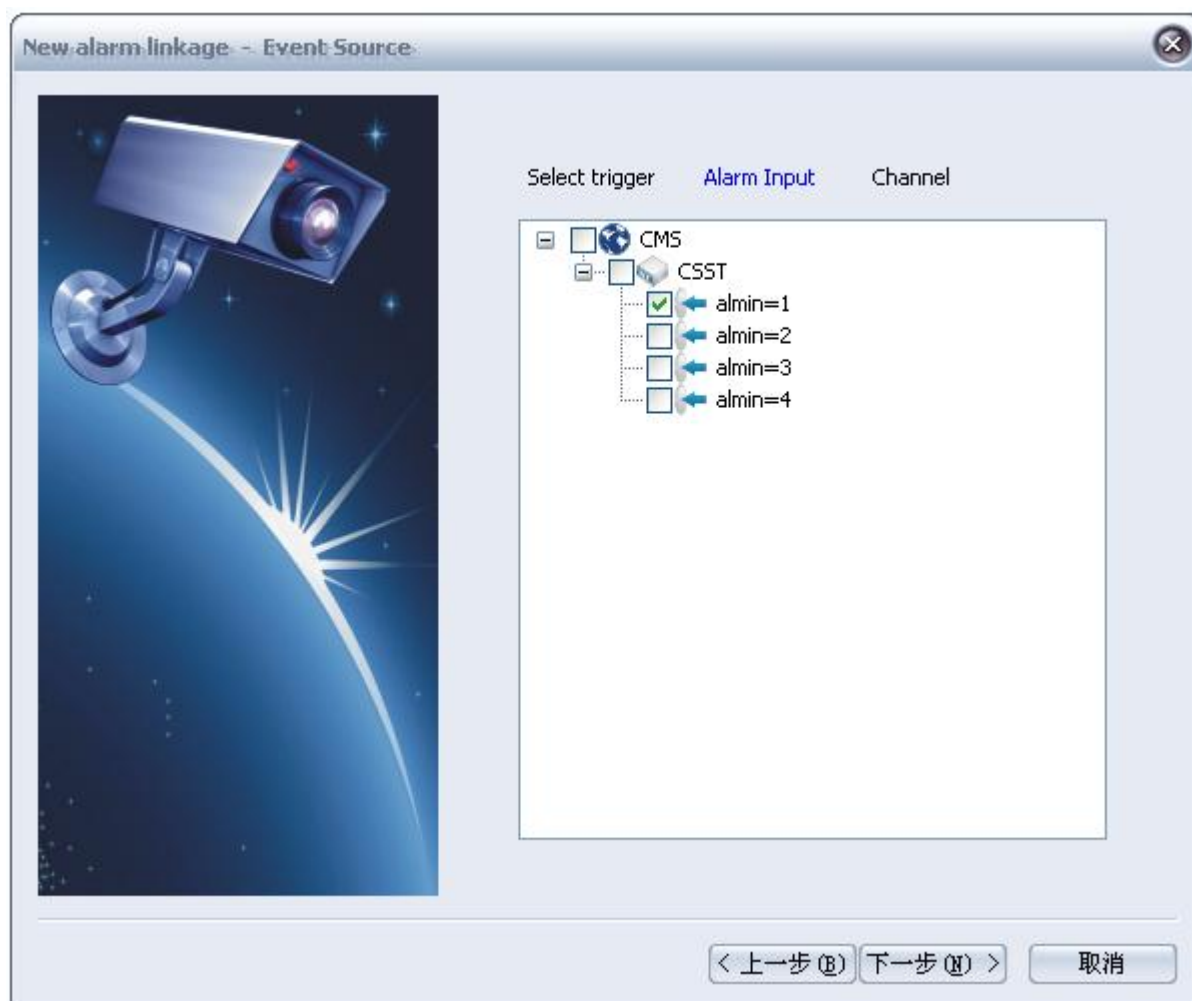 New alarm linkage - Event Source
Select trigger Alarm Input Channel
CMS
CSST
almin=1
almin=2
almin=3
almin=4
< 上一步(B) 下一步(N) > 取消